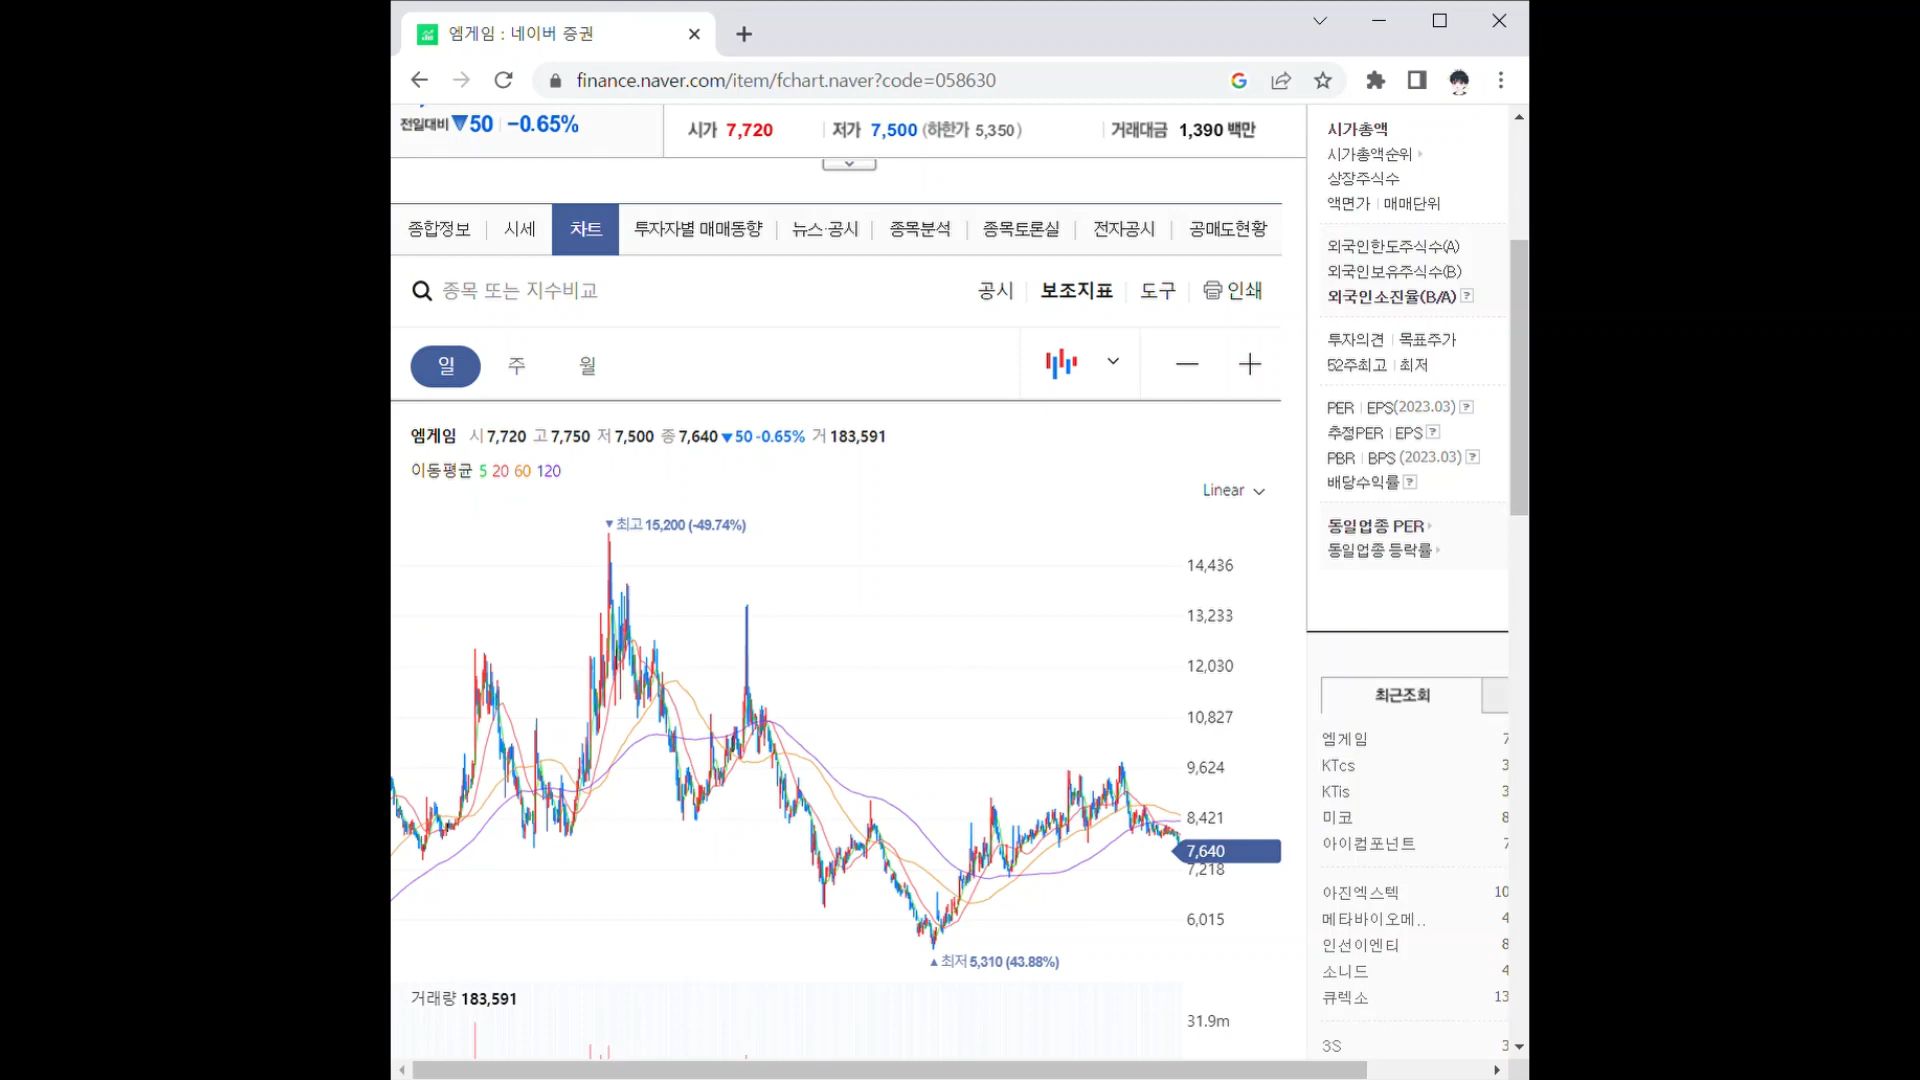 엠게임 : 네이버 증권
finance.naver.com/item/fchart.naver?code=058630
전일대비 ▼50 -0.65%
시가 7,720 저가 7,500 (하한가 5,350) 거래대금 1,390 백만
종합정보 시세 차트 투자자별 매매동향 뉴스·공시 종목분석 종목토론실 전자공시 공매도현황
종목 또는 지수비교 공시 보조지표 도구 인쇄
일 주 월
엠게임 시 7,720 고 7,750 저 7,500 종 7,640 ▼50 -0.65% 거 183,591
이동평균 5 20 60 120
Linear
▼최고 15,200 (-49.74%)
14,436
13,233
12,030
10,827
9,624
8,421
7,640
7,218
6,015
▲최저 5,310 (43.88%)
거래량 183,591
31.9m
시가총액
시가총액순위
상장주식수
액면가 매매단위
외국인한도주식수(A)
외국인보유주식수(B)
외국인소진율(B/A) ?
투자의견 목표주가
52주최고 최저
PER EPS(2023.03) ?
추정PER EPS ?
PBR BPS (2023.03) ?
배당수익률 ?
동일업종 PER
동일업종 등락률
최근조회
엠게임 7
KTcs 3
KTis 3
미코 8
아이컴포넌트 7
아진엑스텍 10
메타바이오메.. 4
인선이엔티 8
소니드 4
큐렉소 13
3S 3